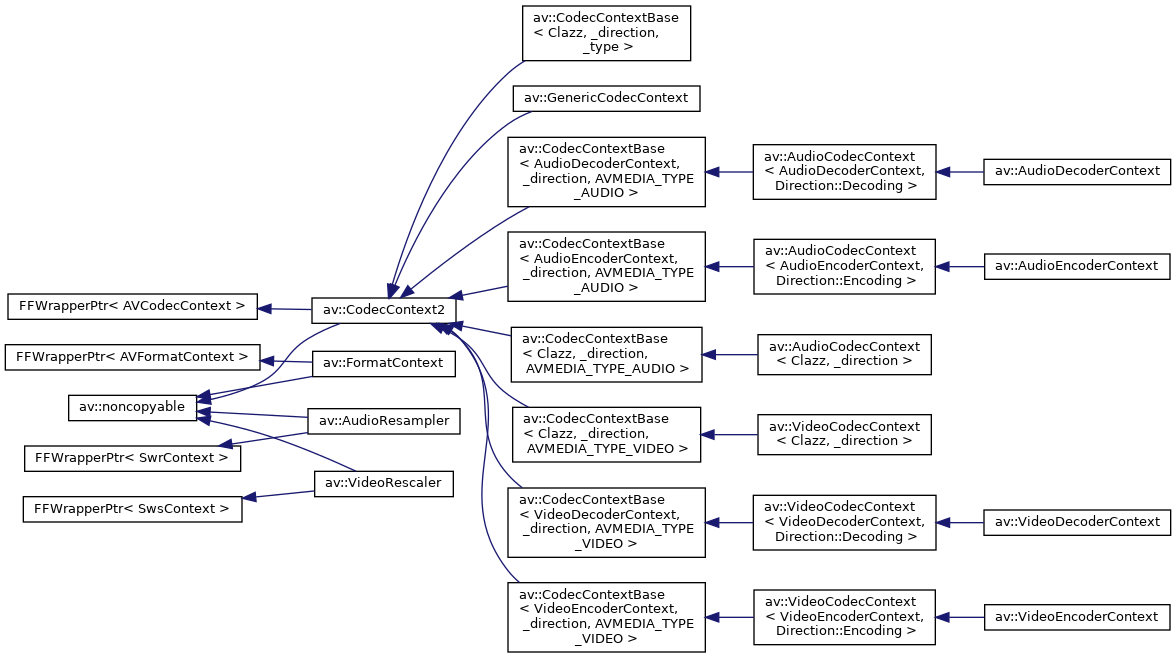 av::CodecContextBase
< Clazz, _direction,
_type >
av::GenericCodecContext
av::CodecContextBase
< AudioDecoderContext,
_direction, AVMEDIA_TYPE
_AUDIO >
av::AudioCodecContext
< AudioDecoderContext,
Direction::Decoding >
av::AudioDecoderContext
av::CodecContextBase
< AudioEncoderContext,
_direction, AVMEDIA_TYPE
_AUDIO >
av::AudioCodecContext
< AudioEncoderContext,
Direction::Encoding >
av::AudioEncoderContext
FFWrapperPtr< AVCodecContext >
av::CodecContext2
av::CodecContextBase
< Clazz, _direction,
AVMEDIA_TYPE_AUDIO >
av::AudioCodecContext
< Clazz, _direction >
FFWrapperPtr< AVFormatContext >
av::FormatContext
av::noncopyable
av::AudioResampler
av::CodecContextBase
< Clazz, _direction,
AVMEDIA_TYPE_VIDEO >
av::VideoCodecContext
< Clazz, _direction >
FFWrapperPtr< SwrContext >
av::VideoRescaler
FFWrapperPtr< SwsContext >
av::CodecContextBase
< VideoDecoderContext,
_direction, AVMEDIA_TYPE
_VIDEO >
av::VideoCodecContext
< VideoDecoderContext,
Direction::Decoding >
av::VideoDecoderContext
av::CodecContextBase
< VideoEncoderContext,
_direction, AVMEDIA_TYPE
_VIDEO >
av::VideoCodecContext
< VideoEncoderContext,
Direction::Encoding >
av::VideoEncoderContext